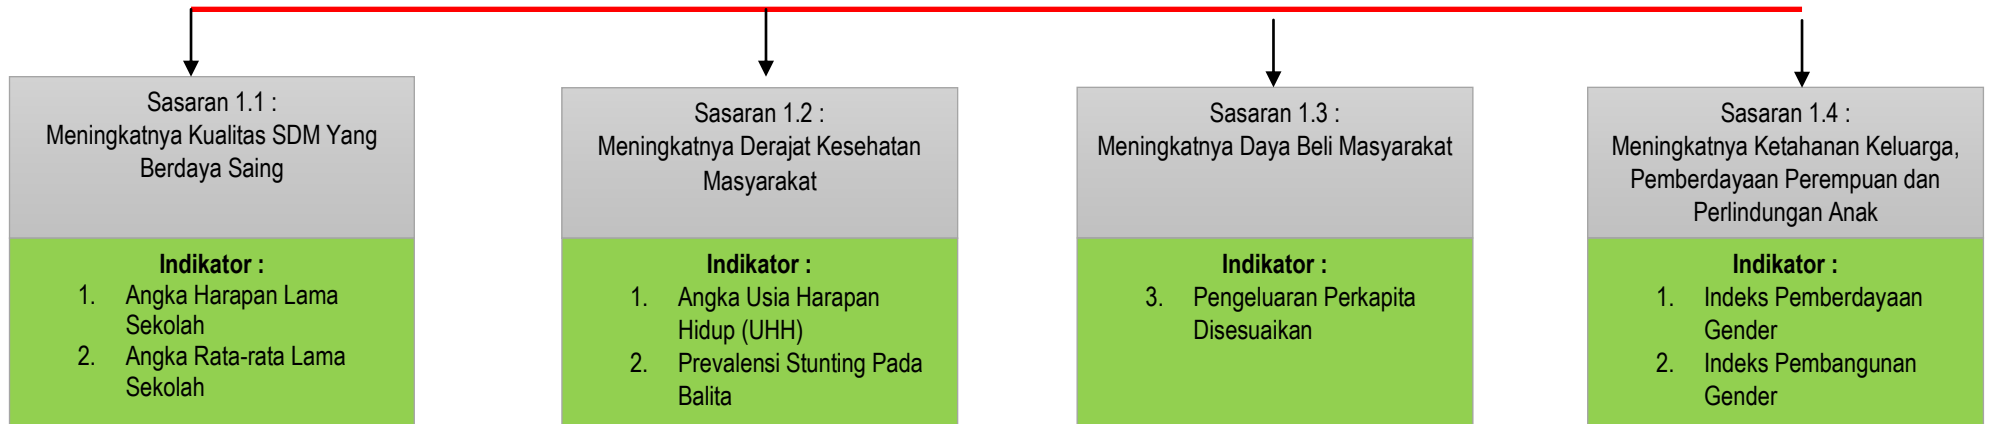 Sasaran 1.1 :
Meningkatnya Kualitas SDM Yang
Berdaya Saing
Indikator :
1. Angka Harapan Lama
Sekolah
2. Angka Rata-rata Lama
Sekolah
Sasaran 1.2 :
Meningkatnya Derajat Kesehatan
Masyarakat
Indikator :
1. Angka Usia Harapan
Hidup (UHH)
2. Prevalensi Stunting Pada
Balita
Sasaran 1.3 :
Meningkatnya Daya Beli Masyarakat
Indikator :
3. Pengeluaran Perkapita
Disesuaikan
Sasaran 1.4 :
Meningkatnya Ketahanan Keluarga,
Pemberdayaan Perempuan dan
Perlindungan Anak
Indikator :
1. Indeks Pemberdayaan
Gender
2. Indeks Pembangunan
Gender